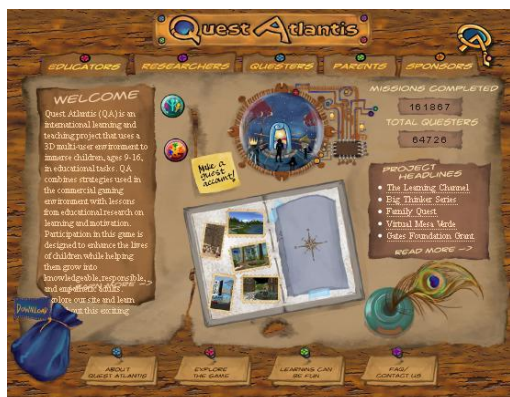 Quest Atlantis
EDUCATORS
RESEARCHERS
QUESTERS
PARENTS
SPONSORS
WELCOME
Quest Atlantis (QA) is an
international learning and
teaching project that uses a
3D multi-user environment to
immerse children, ages 9-16,
in educational tasks. QA
combines strategies used in
the commercial gaming
environment with lessons
from educational research on
learning and motivation.
Participation in this game is
designed to enhance the lives
of children while helping
them grow into
knowledgeable, responsible,
and empathetic adults.
explore our site and learn
out this exciting
DOWNLOAD
Make a
quest
account!
MISSIONS COMPLETED
161867
TOTAL QUESTERS
64726
PROJECT
HEADLINES
The Learning Channel
Big Thinker Series
Family Quest
Virtual Mesa Verde
Gates Foundation Grant
READ MORE -->
ABOUT
QUEST ATLANTIS
EXPLORE
THE GAME
LEARNING CAN
BE FUN
FAQ/
CONTACT US